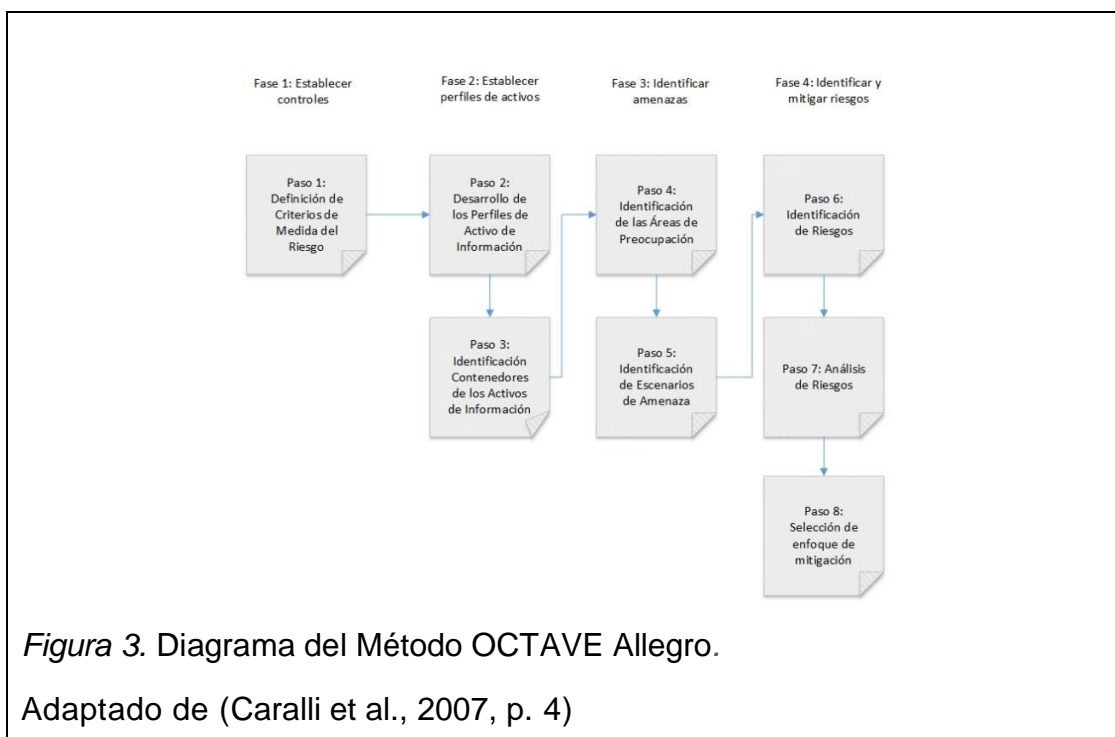 Fase 1: Establecer
controles
Fase 2: Establecer
perfiles de activos
Fase 3: Identificar
amenazas
Fase 4: Identificar y
mitigar riesgos
Paso 1:
Definición de
Criterios de
Medida del
Riesgo
Paso 2:
Desarrollo de
los Perfiles de
Activo de
Información
Paso 3:
Identificación
Contenedores
de los Activos
de Información
Paso 4:
Identificación
de las Áreas de
Preocupación
Paso 5:
Identificación
de Escenarios
de Amenaza
Paso 6:
Identificación
de Riesgos
Paso 7: Análisis
de Riesgos
Paso 8:
Selección de
enfoque de
mitigación
Figura 3. Diagrama del Método OCTAVE Allegro.
Adaptado de (Caralli et al., 2007, p. 4)